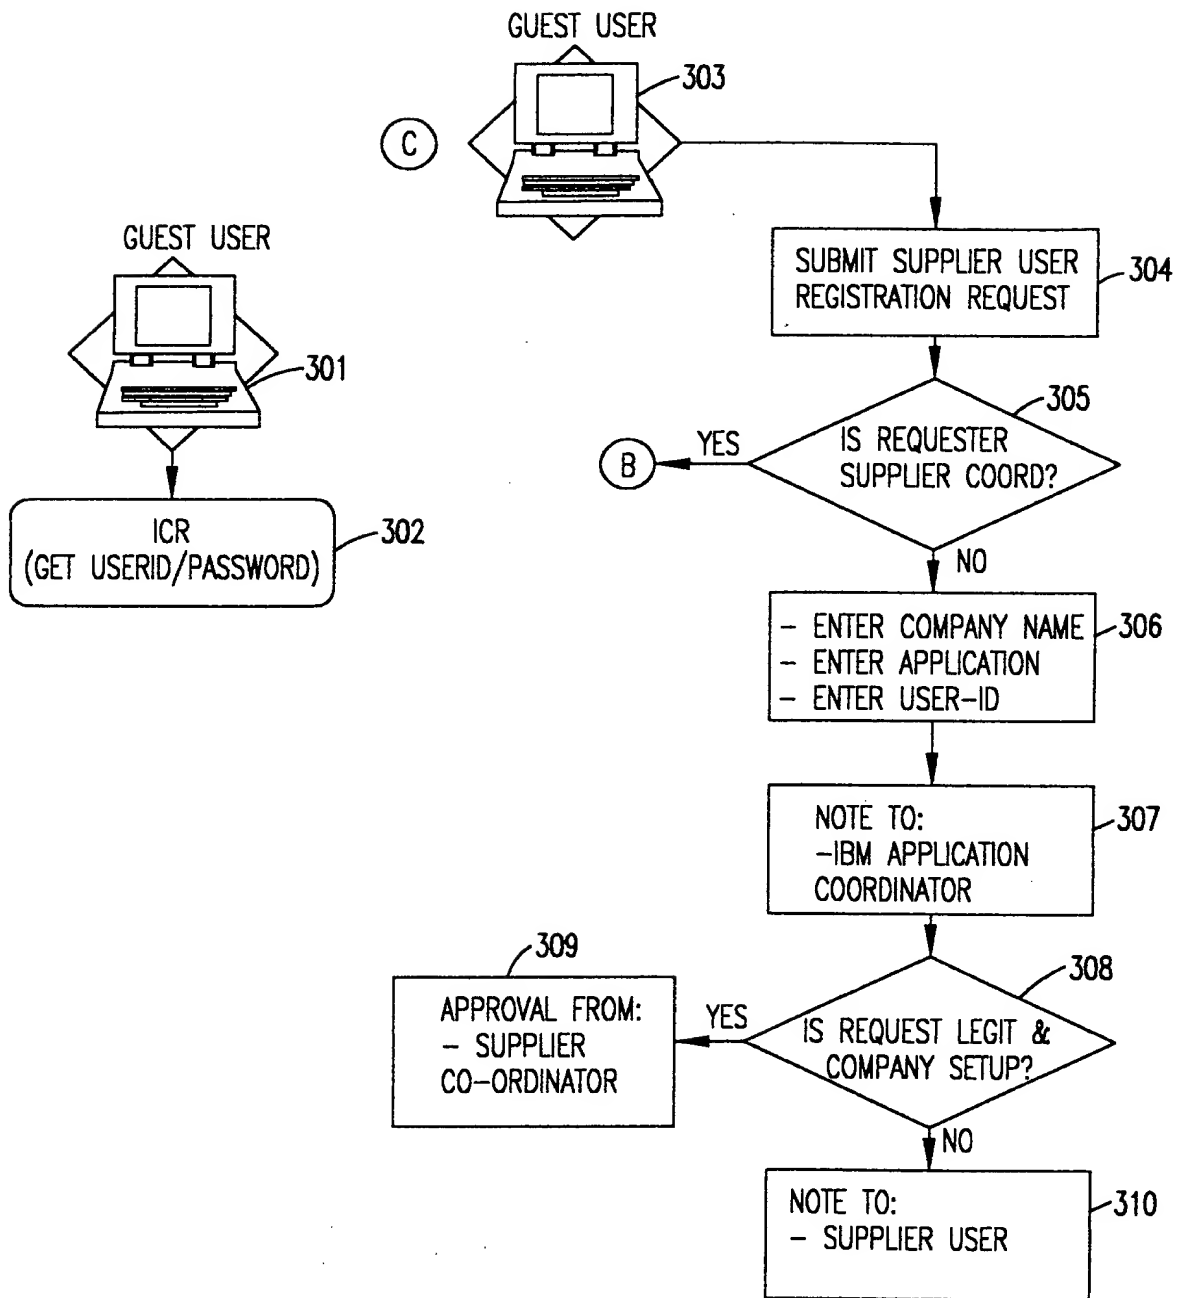 GUEST USER
303
C
GUEST USER
301
ICR
(GET USERID/PASSWORD)
302
SUBMIT SUPPLIER USER
REGISTRATION REQUEST
304
IS REQUESTER
SUPPLIER COORD?
305
YES
B
NO
- ENTER COMPANY NAME
- ENTER APPLICATION
- ENTER USER-ID
306
NOTE TO:
-IBM APPLICATION
COORDINATOR
307
IS REQUEST LEGIT &
COMPANY SETUP?
308
YES
APPROVAL FROM:
- SUPPLIER
CO-ORDINATOR
309
NO
NOTE TO:
- SUPPLIER USER
310